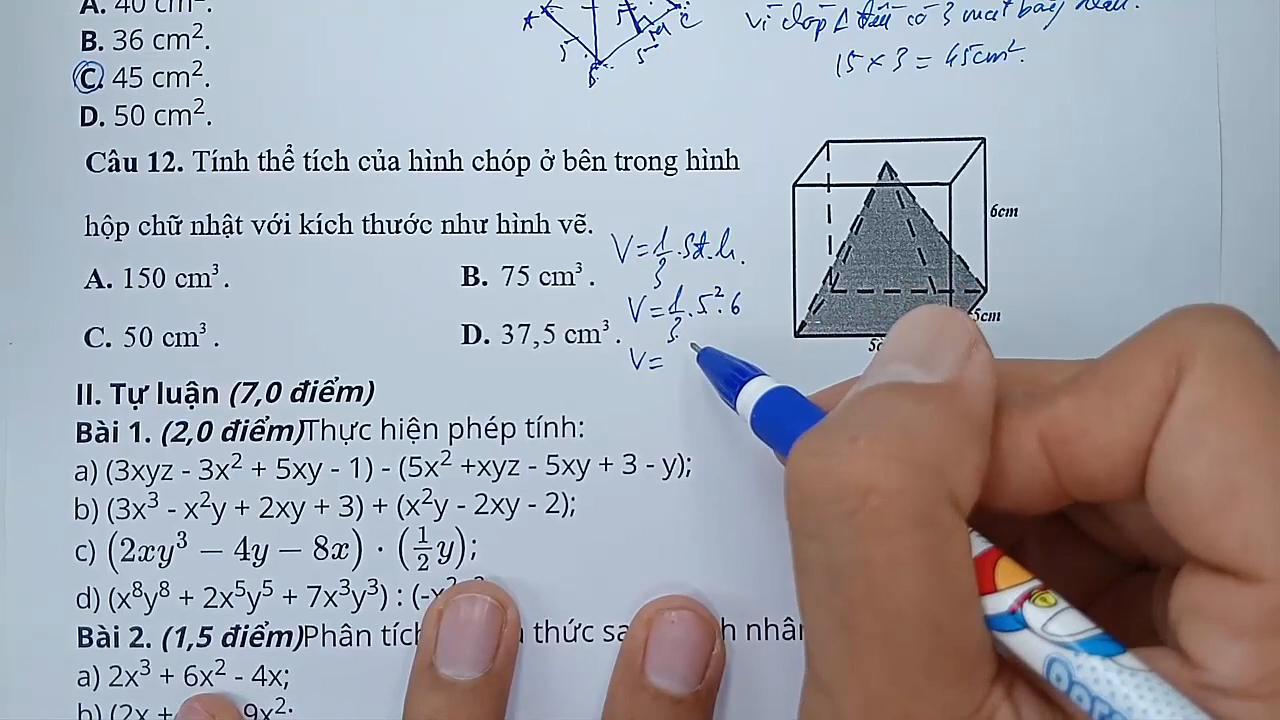 A. 40 cm².
B. 36 cm².
C. 45 cm².
D. 50 cm².
15 x 3 = 45cm².
Câu 12. Tính thể tích của hình chóp ở bên trong hình
hộp chữ nhật với kích thước như hình vẽ.
A. 150 cm³.
B. 75 cm³.
C. 50 cm³.
D. 37,5 cm³.
V = 1/3 . Sđ . h.
V = 1/3 . 5² . 6
V =
6cm
5cm
II. Tự luận (7,0 điểm)
Bài 1. (2,0 điểm)Thực hiện phép tính:
a) (3xyz - 3x² + 5xy - 1) - (5x² +xyz - 5xy + 3 - y);
b) (3x³ - x²y + 2xy + 3) + (x²y - 2xy - 2);
c) (2xy³ − 4y − 8x) · (1/2 y);
d) (x⁸y⁸ + 2x⁵y⁵ + 7x³y³) : (-x
Bài 2. (1,5 điểm)Phân tích thức nhân
a) 2x³ + 6x² - 4x;
b) (2x + 9x²